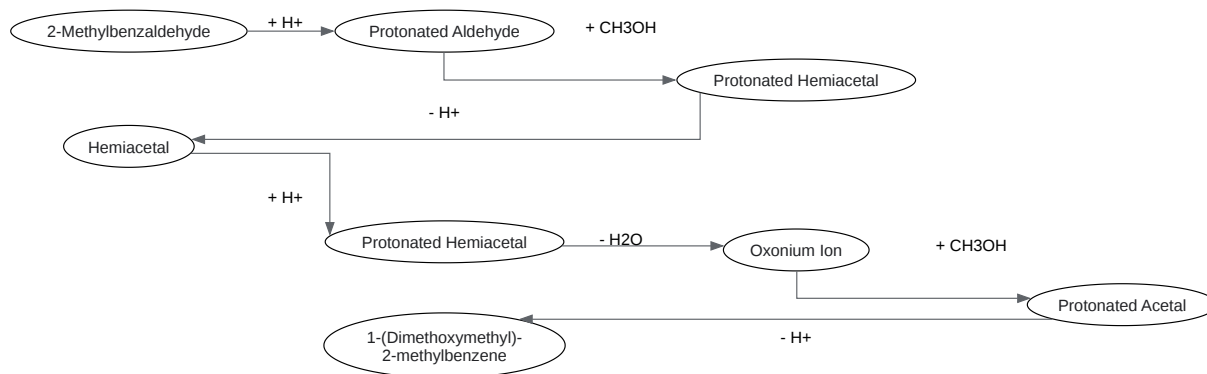 + H+
2-Methylbenzaldehyde
Protonated Aldehyde
+ CH3OH
Protonated Hemiacetal
- H+
Hemiacetal
+ H+
Protonated Hemiacetal
- H2O
Oxonium Ion
+ CH3OH
Protonated Acetal
- H+
1-(Dimethoxymethyl)-
2-methylbenzene